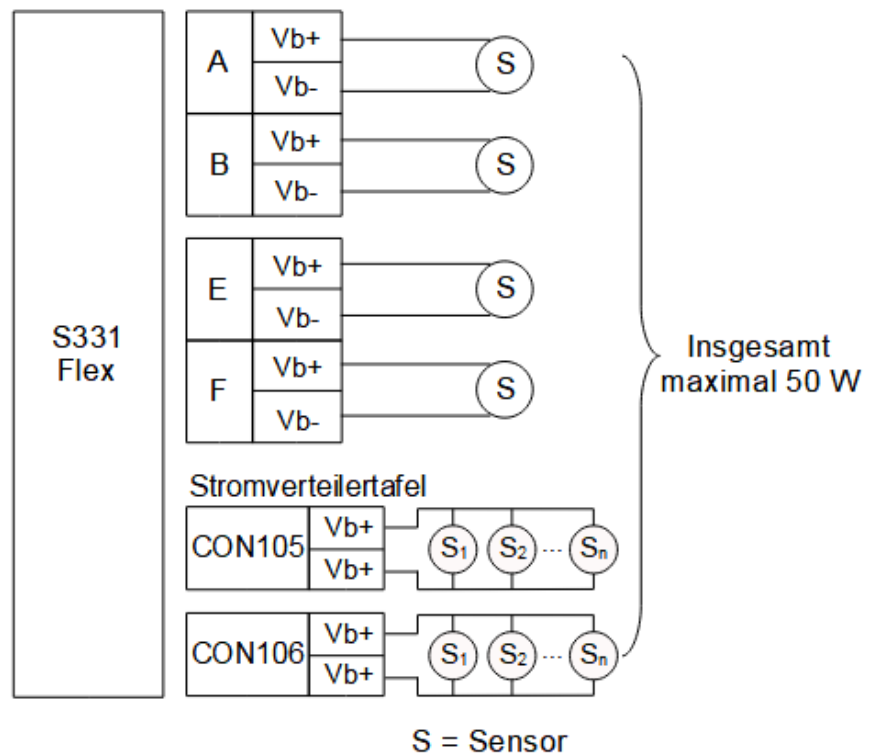 S331
Flex
A
Vb+
Vb-
S
B
Vb+
Vb-
S
E
Vb+
Vb-
S
F
Vb+
Vb-
S
Insgesamt
maximal 50 W
Stromverteilertafel
CON105
Vb+
Vb+
S₁ S₂ ... Sₙ
CON106
Vb+
Vb+
S₁ S₂ ... Sₙ
S = Sensor